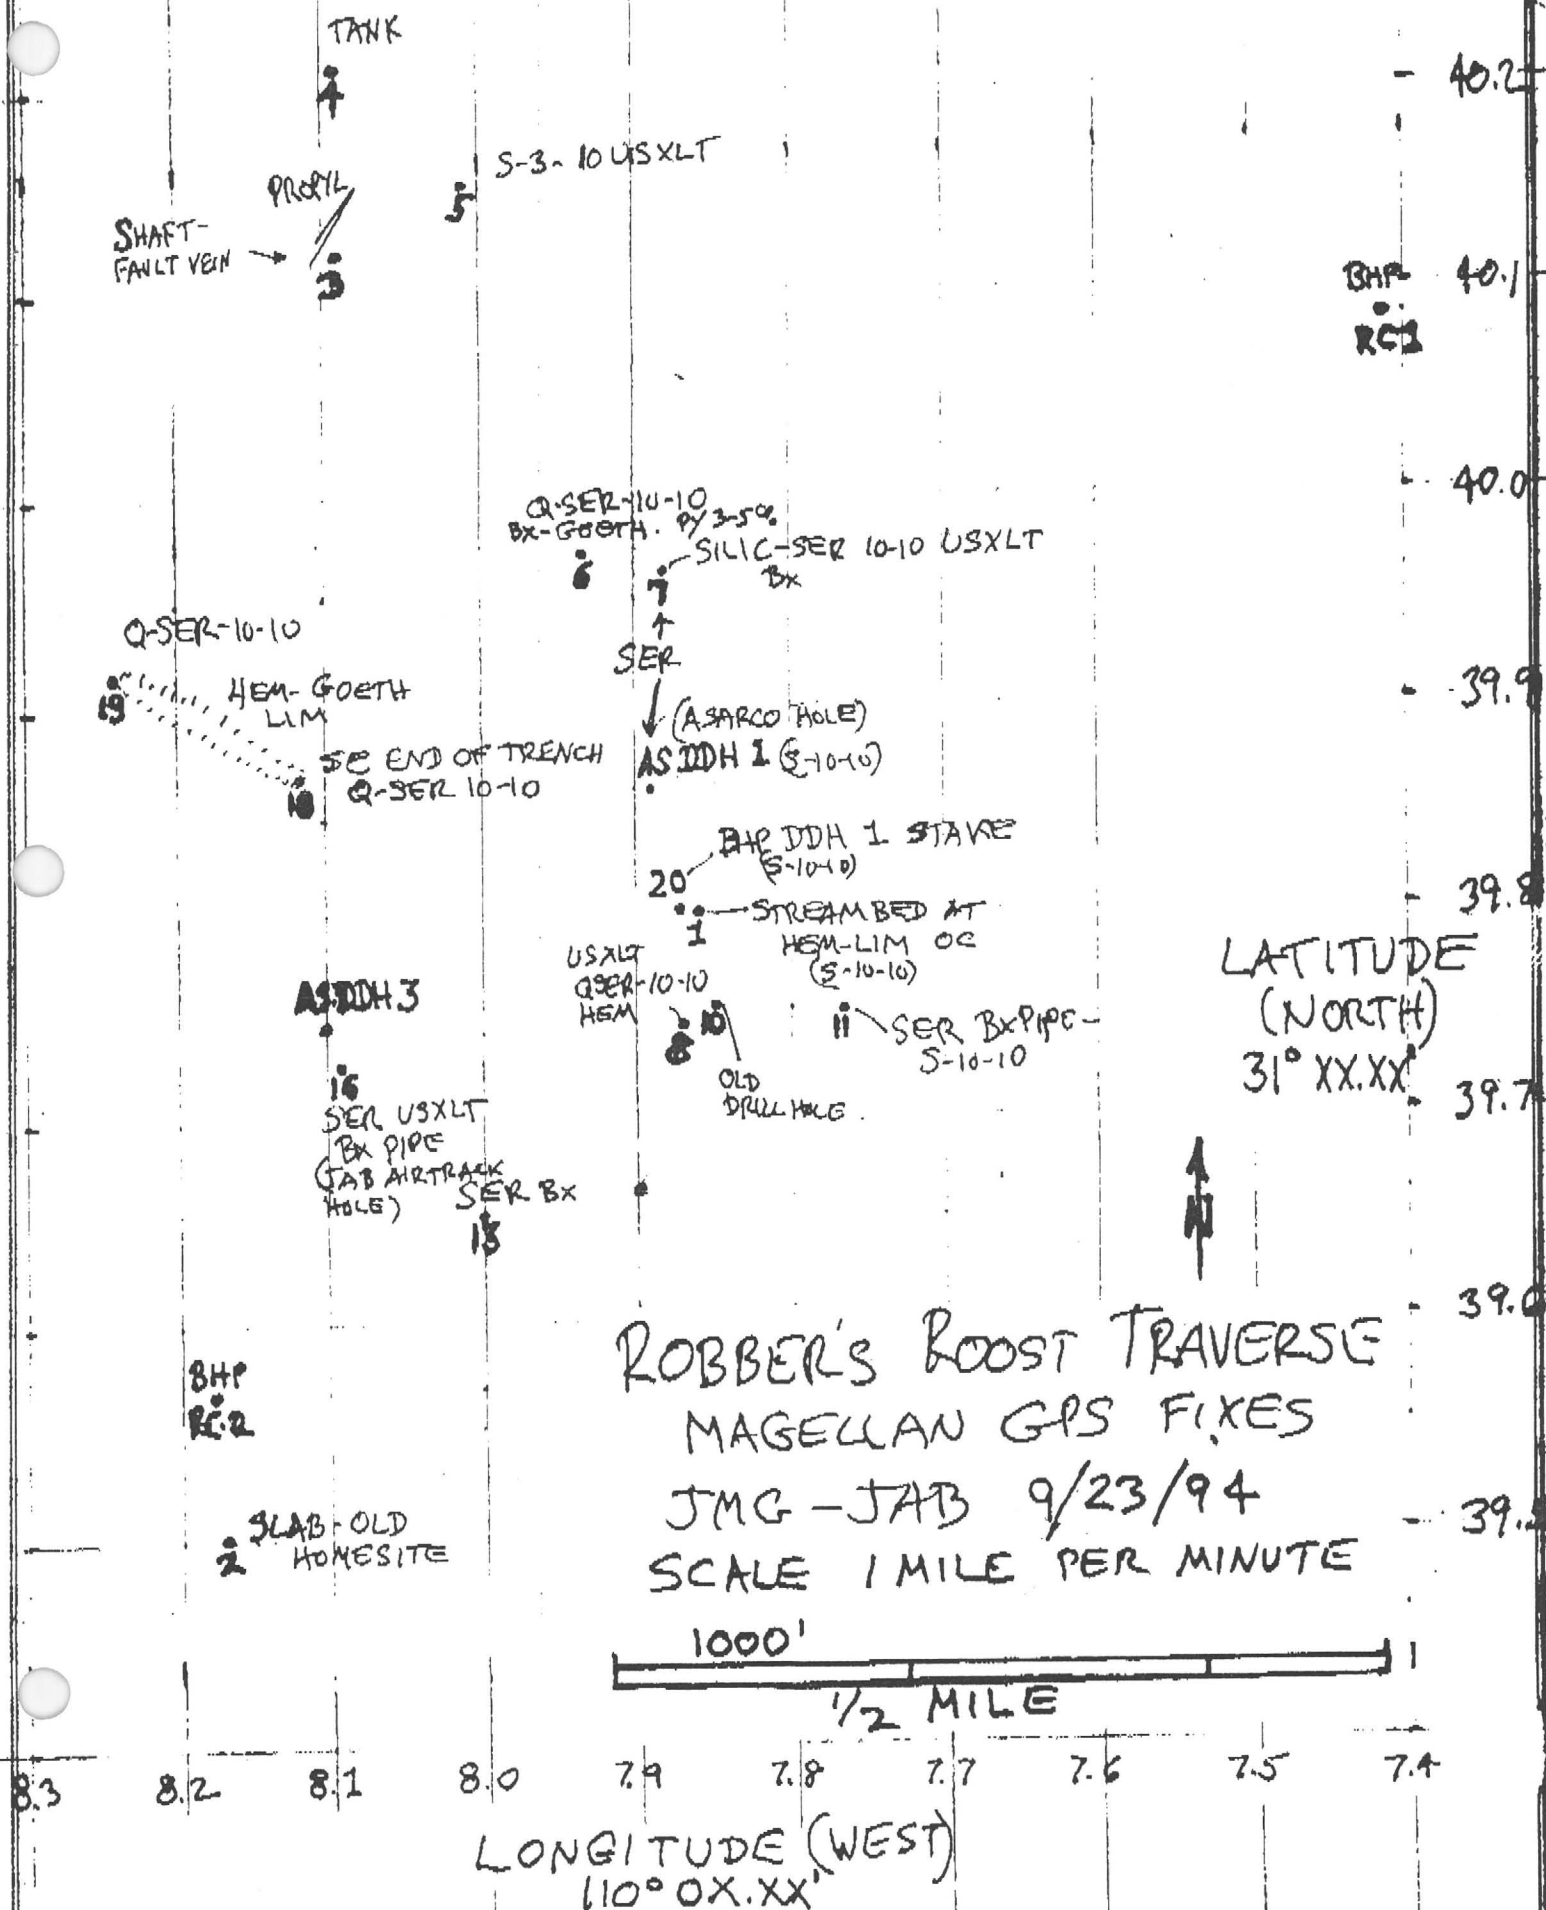 TANK
4
40.2
S-3-10 USXLT
5
PROPYL
SHAFT-
FAULT VEIN
3
BHP
RC1
40.1
40.0
Q-SER-10-10
BX-GOETH. PY 3-5%
6
SILIC-SER 10-10 USXLT
BX
7
SER
Q-SER-10-10
19
HEM-GOETH
LIM
39.9
(ASARCO HOLE)
AS DDH 1 (S-10-10)
SE END OF TRENCH
Q-SER 10-10
18
BHP DDH 1 STAKE
(S-10-10)
20
39.8
1
STREAMBED AT
HEM-LIM OC
(S-10-10)
USXLT
QSER-10-10
HEM
8
10
OLD
DRILL HOLE
11
SER BX PIPE-
S-10-10
LATITUDE
(NORTH)
31° XX.XX'
39.7
AS DDH 3
16
SER USXLT
BX PIPE
(JAB AIRTRACK
HOLE)
SER BX
N
BHP
RC-2
ROBBER'S ROOST TRAVERSE
MAGELLAN GPS FIXES
JMG-JAB 9/23/94
SCALE 1 MILE PER MINUTE
2
SLAB-OLD
HOMESITE
1000'
1/2 MILE
8.3
8.2
8.1
8.0
7.9
7.8
7.7
7.6
7.5
7.4
LONGITUDE (WEST)
110° 0X.XX'